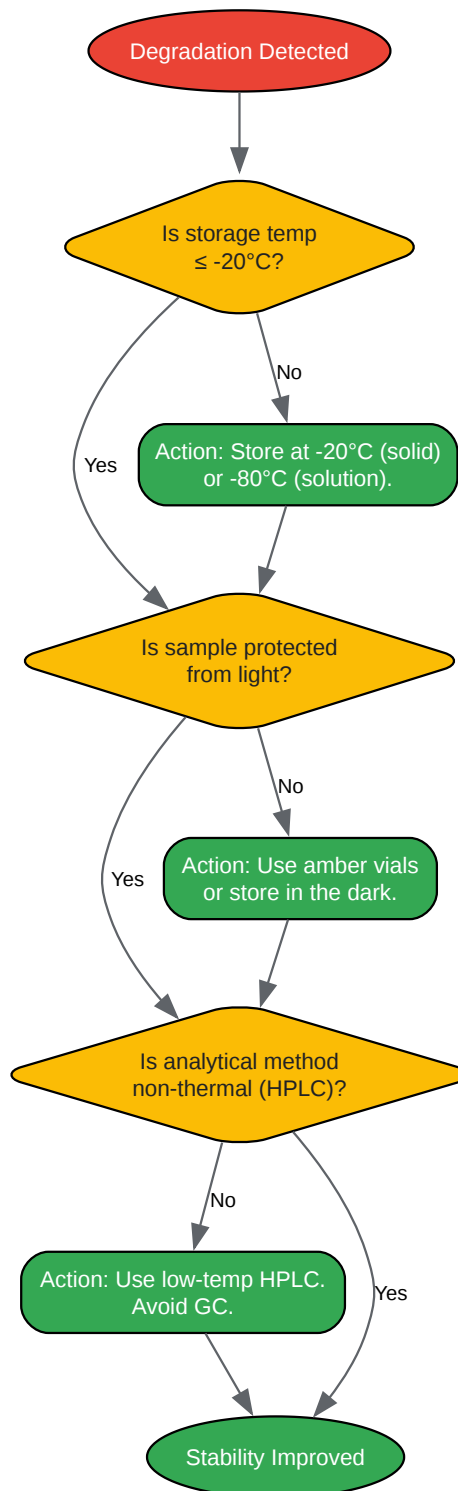 Degradation Detected
Is storage temp
≤ -20°C?
No
Yes
Action: Store at -20°C (solid)
or -80°C (solution).
Is sample protected
from light?
No
Yes
Action: Use amber vials
or store in the dark.
Is analytical method
non-thermal (HPLC)?
No
Action: Use low-temp HPLC.
Avoid GC.
Yes
Stability Improved